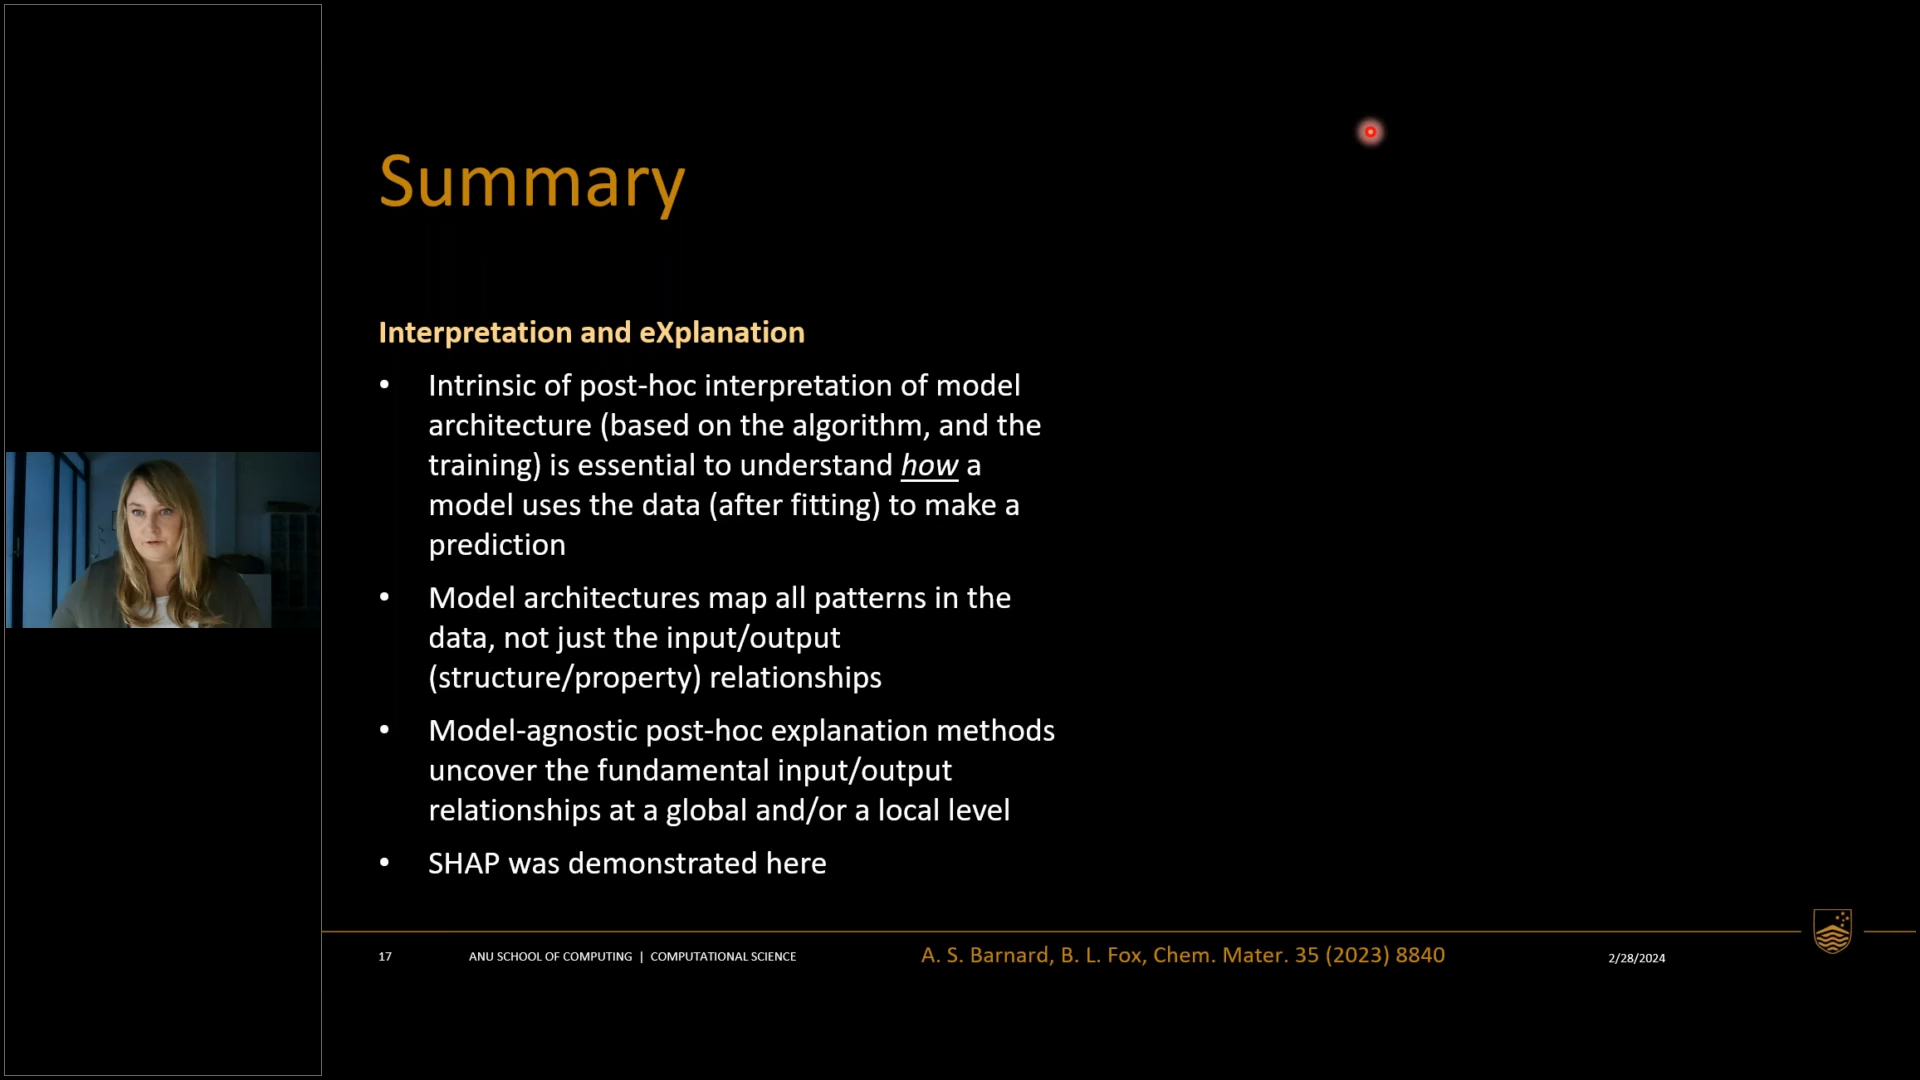 Summary
Interpretation and eXplanation
• Intrinsic of post-hoc interpretation of model
architecture (based on the algorithm, and the
training) is essential to understand how a
model uses the data (after fitting) to make a
prediction
• Model architectures map all patterns in the
data, not just the input/output
(structure/property) relationships
• Model-agnostic post-hoc explanation methods
uncover the fundamental input/output
relationships at a global and/or a local level
• SHAP was demonstrated here
17 ANU SCHOOL OF COMPUTING | COMPUTATIONAL SCIENCE A. S. Barnard, B. L. Fox, Chem. Mater. 35 (2023) 8840 2/28/2024